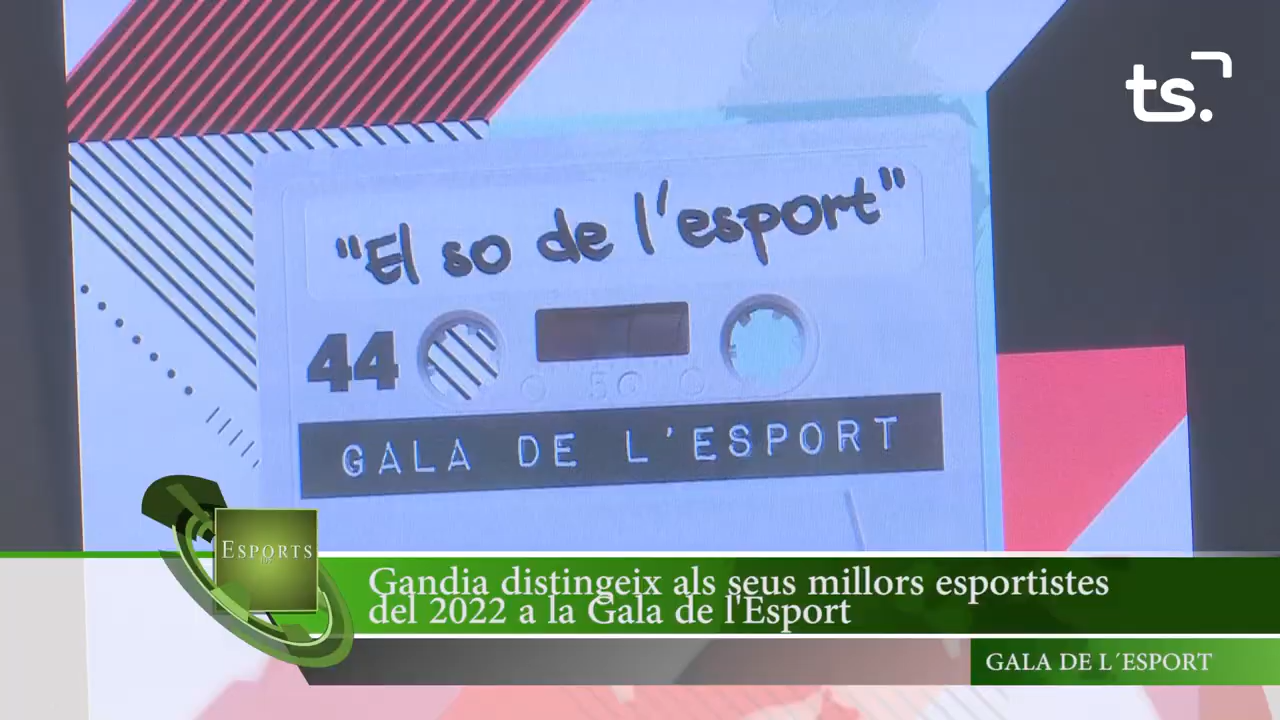 ts.
"El so de l'esport"
44
GALA DE L'ESPORT
ESPORTS
Gandia distingeix als seus millors esportistes
del 2022 a la Gala de l'Esport
GALA DE L´ESPORT